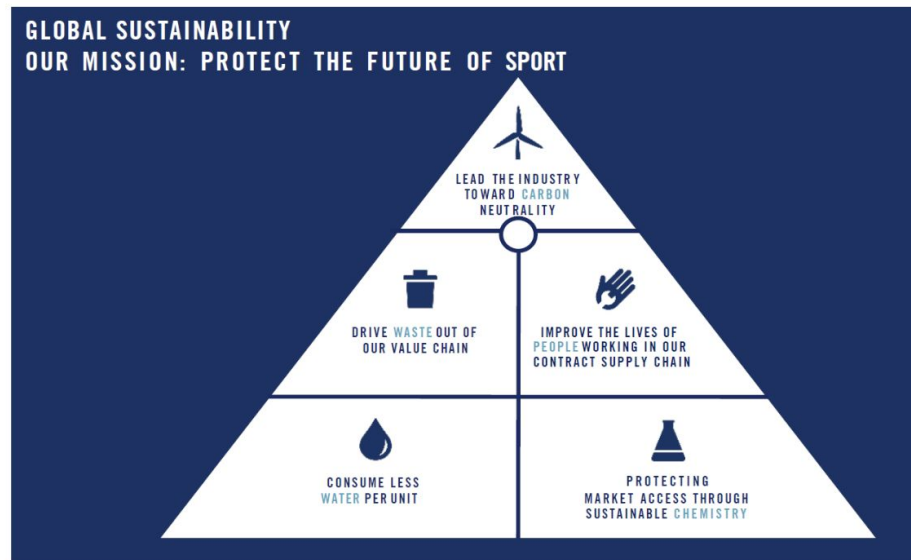 GLOBAL SUSTAINABILITY
OUR MISSION: PROTECT THE FUTURE OF SPORT
LEAD THE INDUSTRY
TOWARD CARBON
NEUTRALITY
DRIVE WASTE OUT OF
OUR VALUE CHAIN
IMPROVE THE LIVES OF
PEOPLE WORKING IN OUR
CONTRACT SUPPLY CHAIN
CONSUME LESS
WATER PER UNIT
PROTECTING
MARKET ACCESS THROUGH
SUSTAINABLE CHEMISTRY